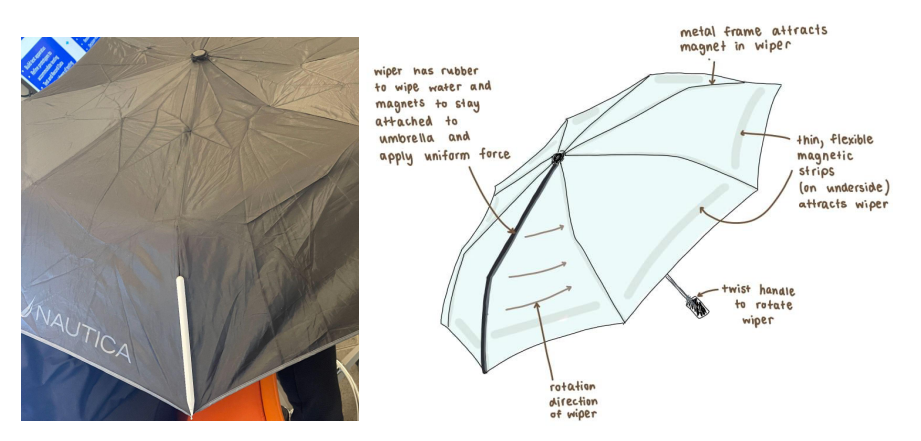 NAUTICA
metal frame attracts
magnet in wiper
wiper has rubber
to wipe water and
magnets to stay
attached to
umbrella and
apply uniform force
thin, flexible
magnetic
strips
(on underside)
attracts wiper
twist handle
to rotate
wiper
rotation
direction
of wiper